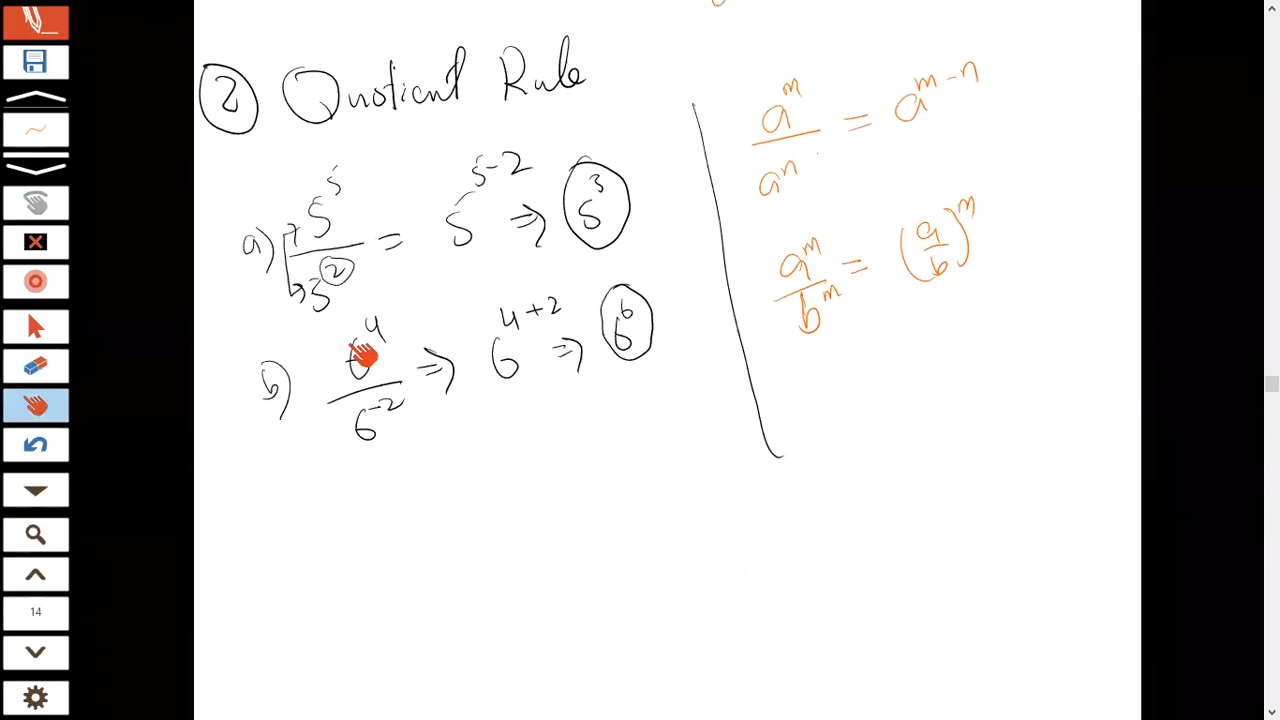 ② Quotient Rule
a) 5^5 / 5^② = 5^(5-2) ⇒ 5^3
b) 6^4 / 6^-2 ⇒ 6^(4+2) ⇒ 6^6
a^m / a^n = a^(m-n)
a^m / b^m = (a/b)^m
14